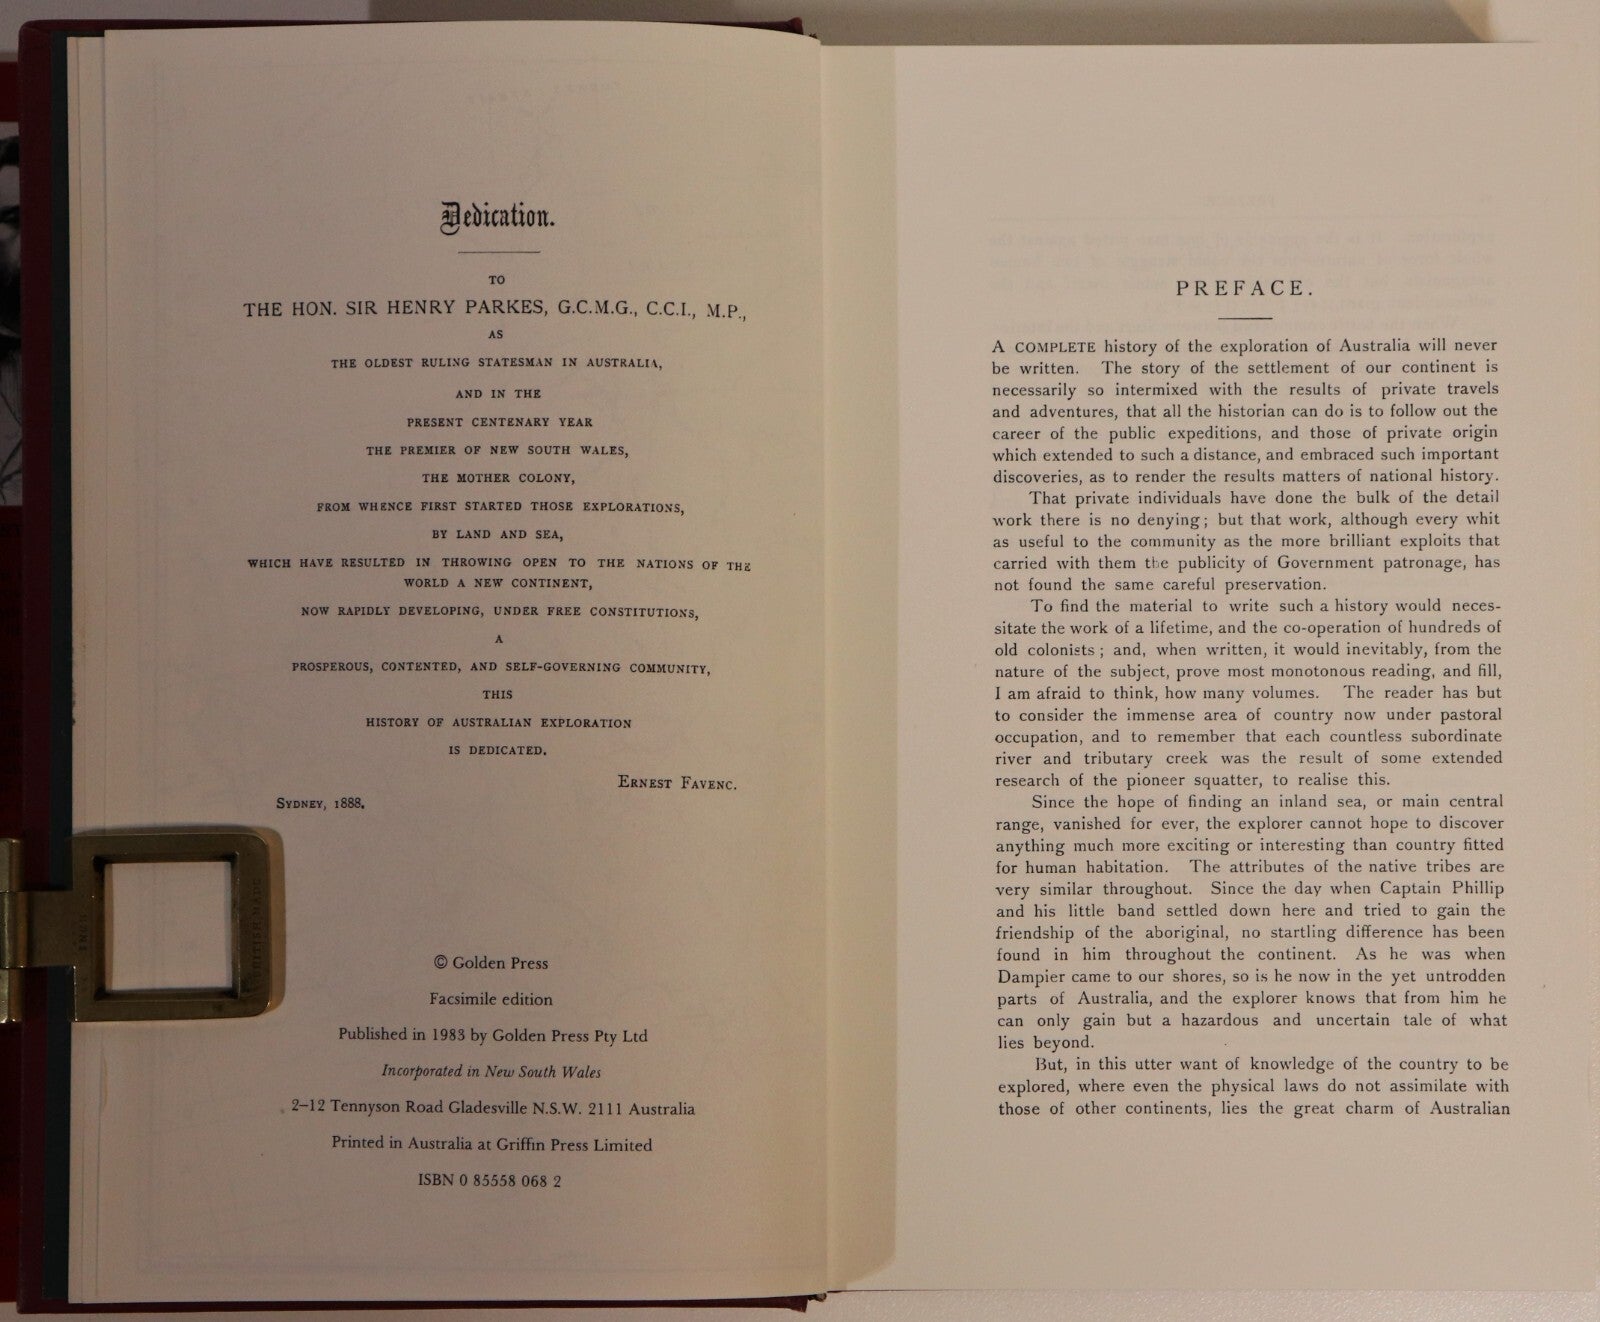 Dedication.
TO
THE HON. SIR HENRY PARKES, G.C.M.G., C.C.I., M.P.,
AS
THE OLDEST RULING STATESMAN IN AUSTRALIA,
AND IN THE
PRESENT CENTENARY YEAR
THE PREMIER OF NEW SOUTH WALES,
THE MOTHER COLONY,
FROM WHENCE FIRST STARTED THOSE EXPLORATIONS,
BY LAND AND SEA,
WHICH HAVE RESULTED IN THROWING OPEN TO THE NATIONS OF THE
WORLD A NEW CONTINENT,
NOW RAPIDLY DEVELOPING, UNDER FREE CONSTITUTIONS,
A
PROSPEROUS, CONTENTED, AND SELF-GOVERNING COMMUNITY,
THIS
HISTORY OF AUSTRALIAN EXPLORATION
IS DEDICATED.
ERNEST FAVENC.
SYDNEY, 1888.
© Golden Press
Facsimile edition
Published in 1983 by Golden Press Pty Ltd
Incorporated in New South Wales
2–12 Tennyson Road Gladesville N.S.W. 2111 Australia
Printed in Australia at Griffin Press Limited
ISBN 0 85558 068 2
BRITISH MADE
PREFACE.
A COMPLETE history of the exploration of Australia will never
be written. The story of the settlement of our continent is
necessarily so intermixed with the results of private travels
and adventures, that all the historian can do is to follow out the
career of the public expeditions, and those of private origin
which extended to such a distance, and embraced such important
discoveries, as to render the results matters of national history.
That private individuals have done the bulk of the detail
work there is no denying; but that work, although every whit
as useful to the community as the more brilliant exploits that
carried with them the publicity of Government patronage, has
not found the same careful preservation.
To find the material to write such a history would neces-
sitate the work of a lifetime, and the co-operation of hundreds of
old colonists; and, when written, it would inevitably, from the
nature of the subject, prove most monotonous reading, and fill,
I am afraid to think, how many volumes. The reader has but
to consider the immense area of country now under pastoral
occupation, and to remember that each countless subordinate
river and tributary creek was the result of some extended
research of the pioneer squatter, to realise this.
Since the hope of finding an inland sea, or main central
range, vanished for ever, the explorer cannot hope to discover
anything much more exciting or interesting than country fitted
for human habitation. The attributes of the native tribes are
very similar throughout. Since the day when Captain Phillip
and his little band settled down here and tried to gain the
friendship of the aboriginal, no startling difference has been
found in him throughout the continent. As he was when
Dampier came to our shores, so is he now in the yet untrodden
parts of Australia, and the explorer knows that from him he
can only gain but a hazardous and uncertain tale of what
lies beyond.
But, in this utter want of knowledge of the country to be
explored, where even the physical laws do not assimilate with
those of other continents, lies the great charm of Australian